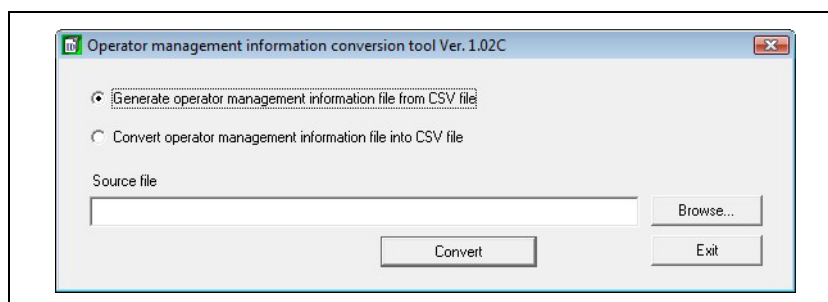 Operator management information conversion tool Ver. 1.02C
Generate operator management information file from CSV file
Convert operator management information file into CSV file
Source file
Browse...
Convert
Exit